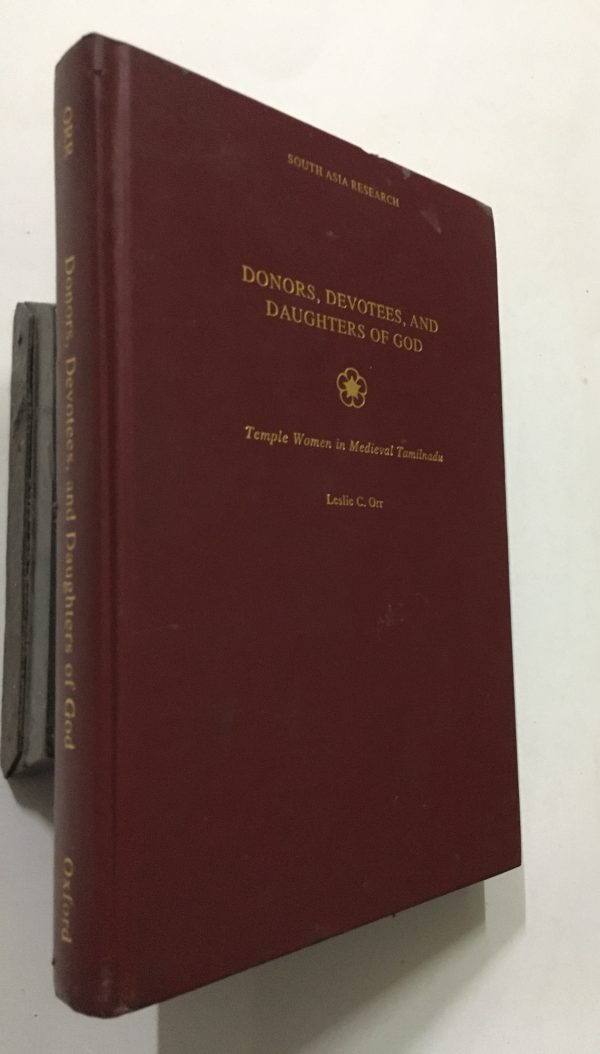 SOUTH ASIA RESEARCH
DONORS, DEVOTEES, AND
DAUGHTERS OF GOD
Temple Women in Medieval Tamilnadu
Leslie C. Orr
ORR
Donors, Devotees, and Daughters of God
Oxford